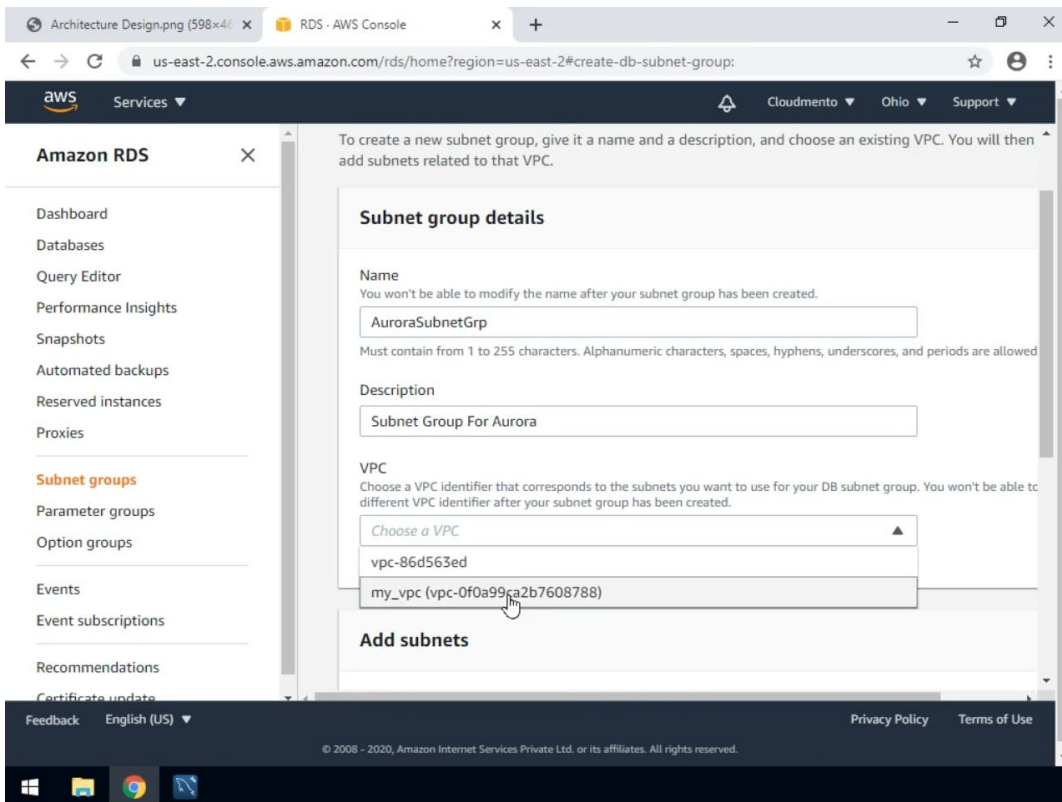 Architecture Design.png (598×46
RDS · AWS Console
us-east-2.console.aws.amazon.com/rds/home?region=us-east-2#create-db-subnet-group:
aws
Services
Cloudmento
Ohio
Support
Amazon RDS
Dashboard
Databases
Query Editor
Performance Insights
Snapshots
Automated backups
Reserved instances
Proxies
Subnet groups
Parameter groups
Option groups
Events
Event subscriptions
Recommendations
Certificate update
To create a new subnet group, give it a name and a description, and choose an existing VPC. You will then
add subnets related to that VPC.
Subnet group details
Name
You won't be able to modify the name after your subnet group has been created.
AuroraSubnetGrp
Must contain from 1 to 255 characters. Alphanumeric characters, spaces, hyphens, underscores, and periods are allowed
Description
Subnet Group For Aurora
VPC
Choose a VPC identifier that corresponds to the subnets you want to use for your DB subnet group. You won't be able to
different VPC identifier after your subnet group has been created.
Choose a VPC
vpc-86d563ed
my_vpc (vpc-0f0a99ca2b7608788)
Add subnets
Feedback
English (US)
Privacy Policy
Terms of Use
© 2008 - 2020, Amazon Internet Services Private Ltd. or its affiliates. All rights reserved.